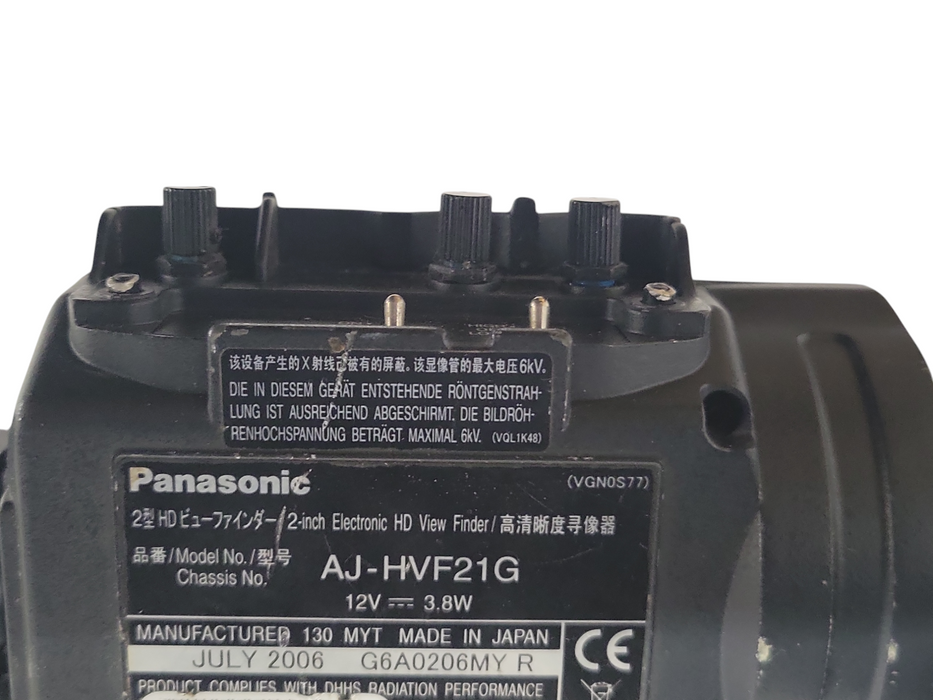 该设备产生的X射线已被有的屏蔽。该显像管的最大电压6kV。
DIE IN DIESEM GERÄT ENTSTEHENDE RÖNTGENSTRAH-
LUNG IST AUSREICHEND ABGESCHIRMT. DIE BILDRÖH-
RENHOCHSPANNUNG BETRÄGT MAXIMAL 6kV. (VQL1K48)
Panasonic (VGN0S77)
2型HDビューファインダー/2-inch Electronic HD View Finder/高清晰度寻像器
品番/Model No./型号 AJ-HVF21G
Chassis No.
12V ⎓ 3.8W
MANUFACTURED 130 MYT MADE IN JAPAN
JULY 2006 G6A0206MY R
CE
PRODUCT COMPLIES WITH DHHS RADIATION PERFORMANCE